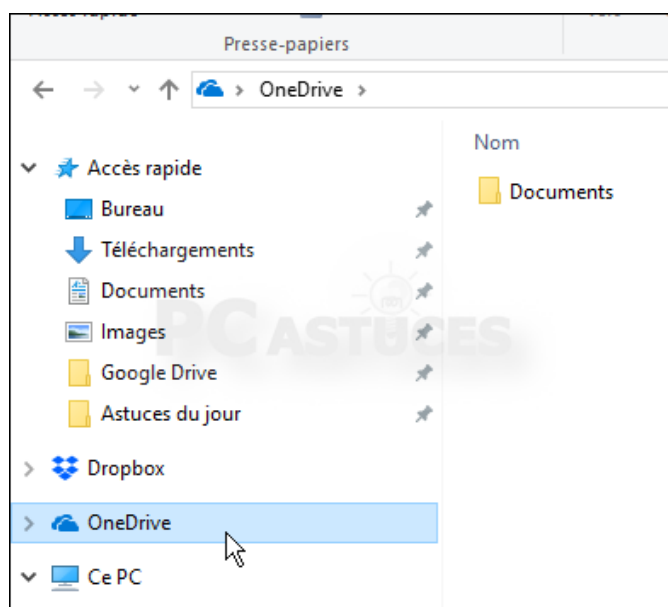 Presse-papiers
OneDrive
Nom
Accès rapide
Documents
Bureau
Téléchargements
Documents
Images
PC ASTUCES
Google Drive
Astuces du jour
Dropbox
OneDrive
Ce PC